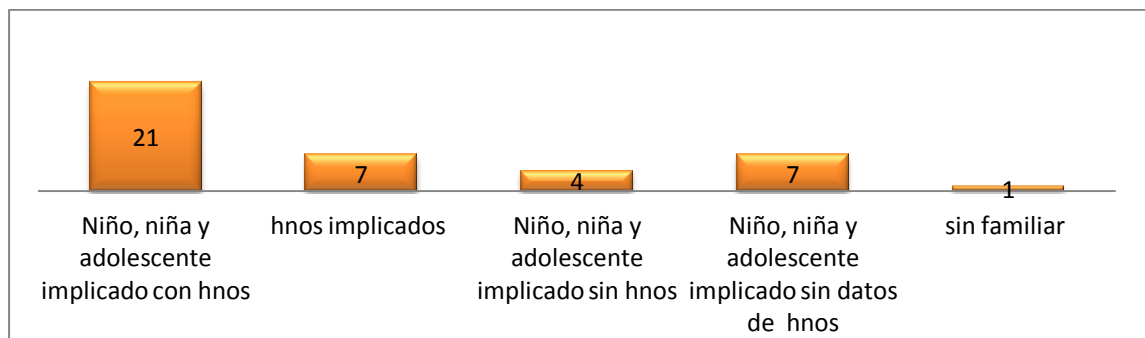 21
7
4
7
1
Niño, niña y
adolescente
implicado con hnos
hnos implicados
Niño, niña y
adolescente
implicado sin hnos
Niño, niña y
adolescente
implicado sin datos
de hnos
sin familiar